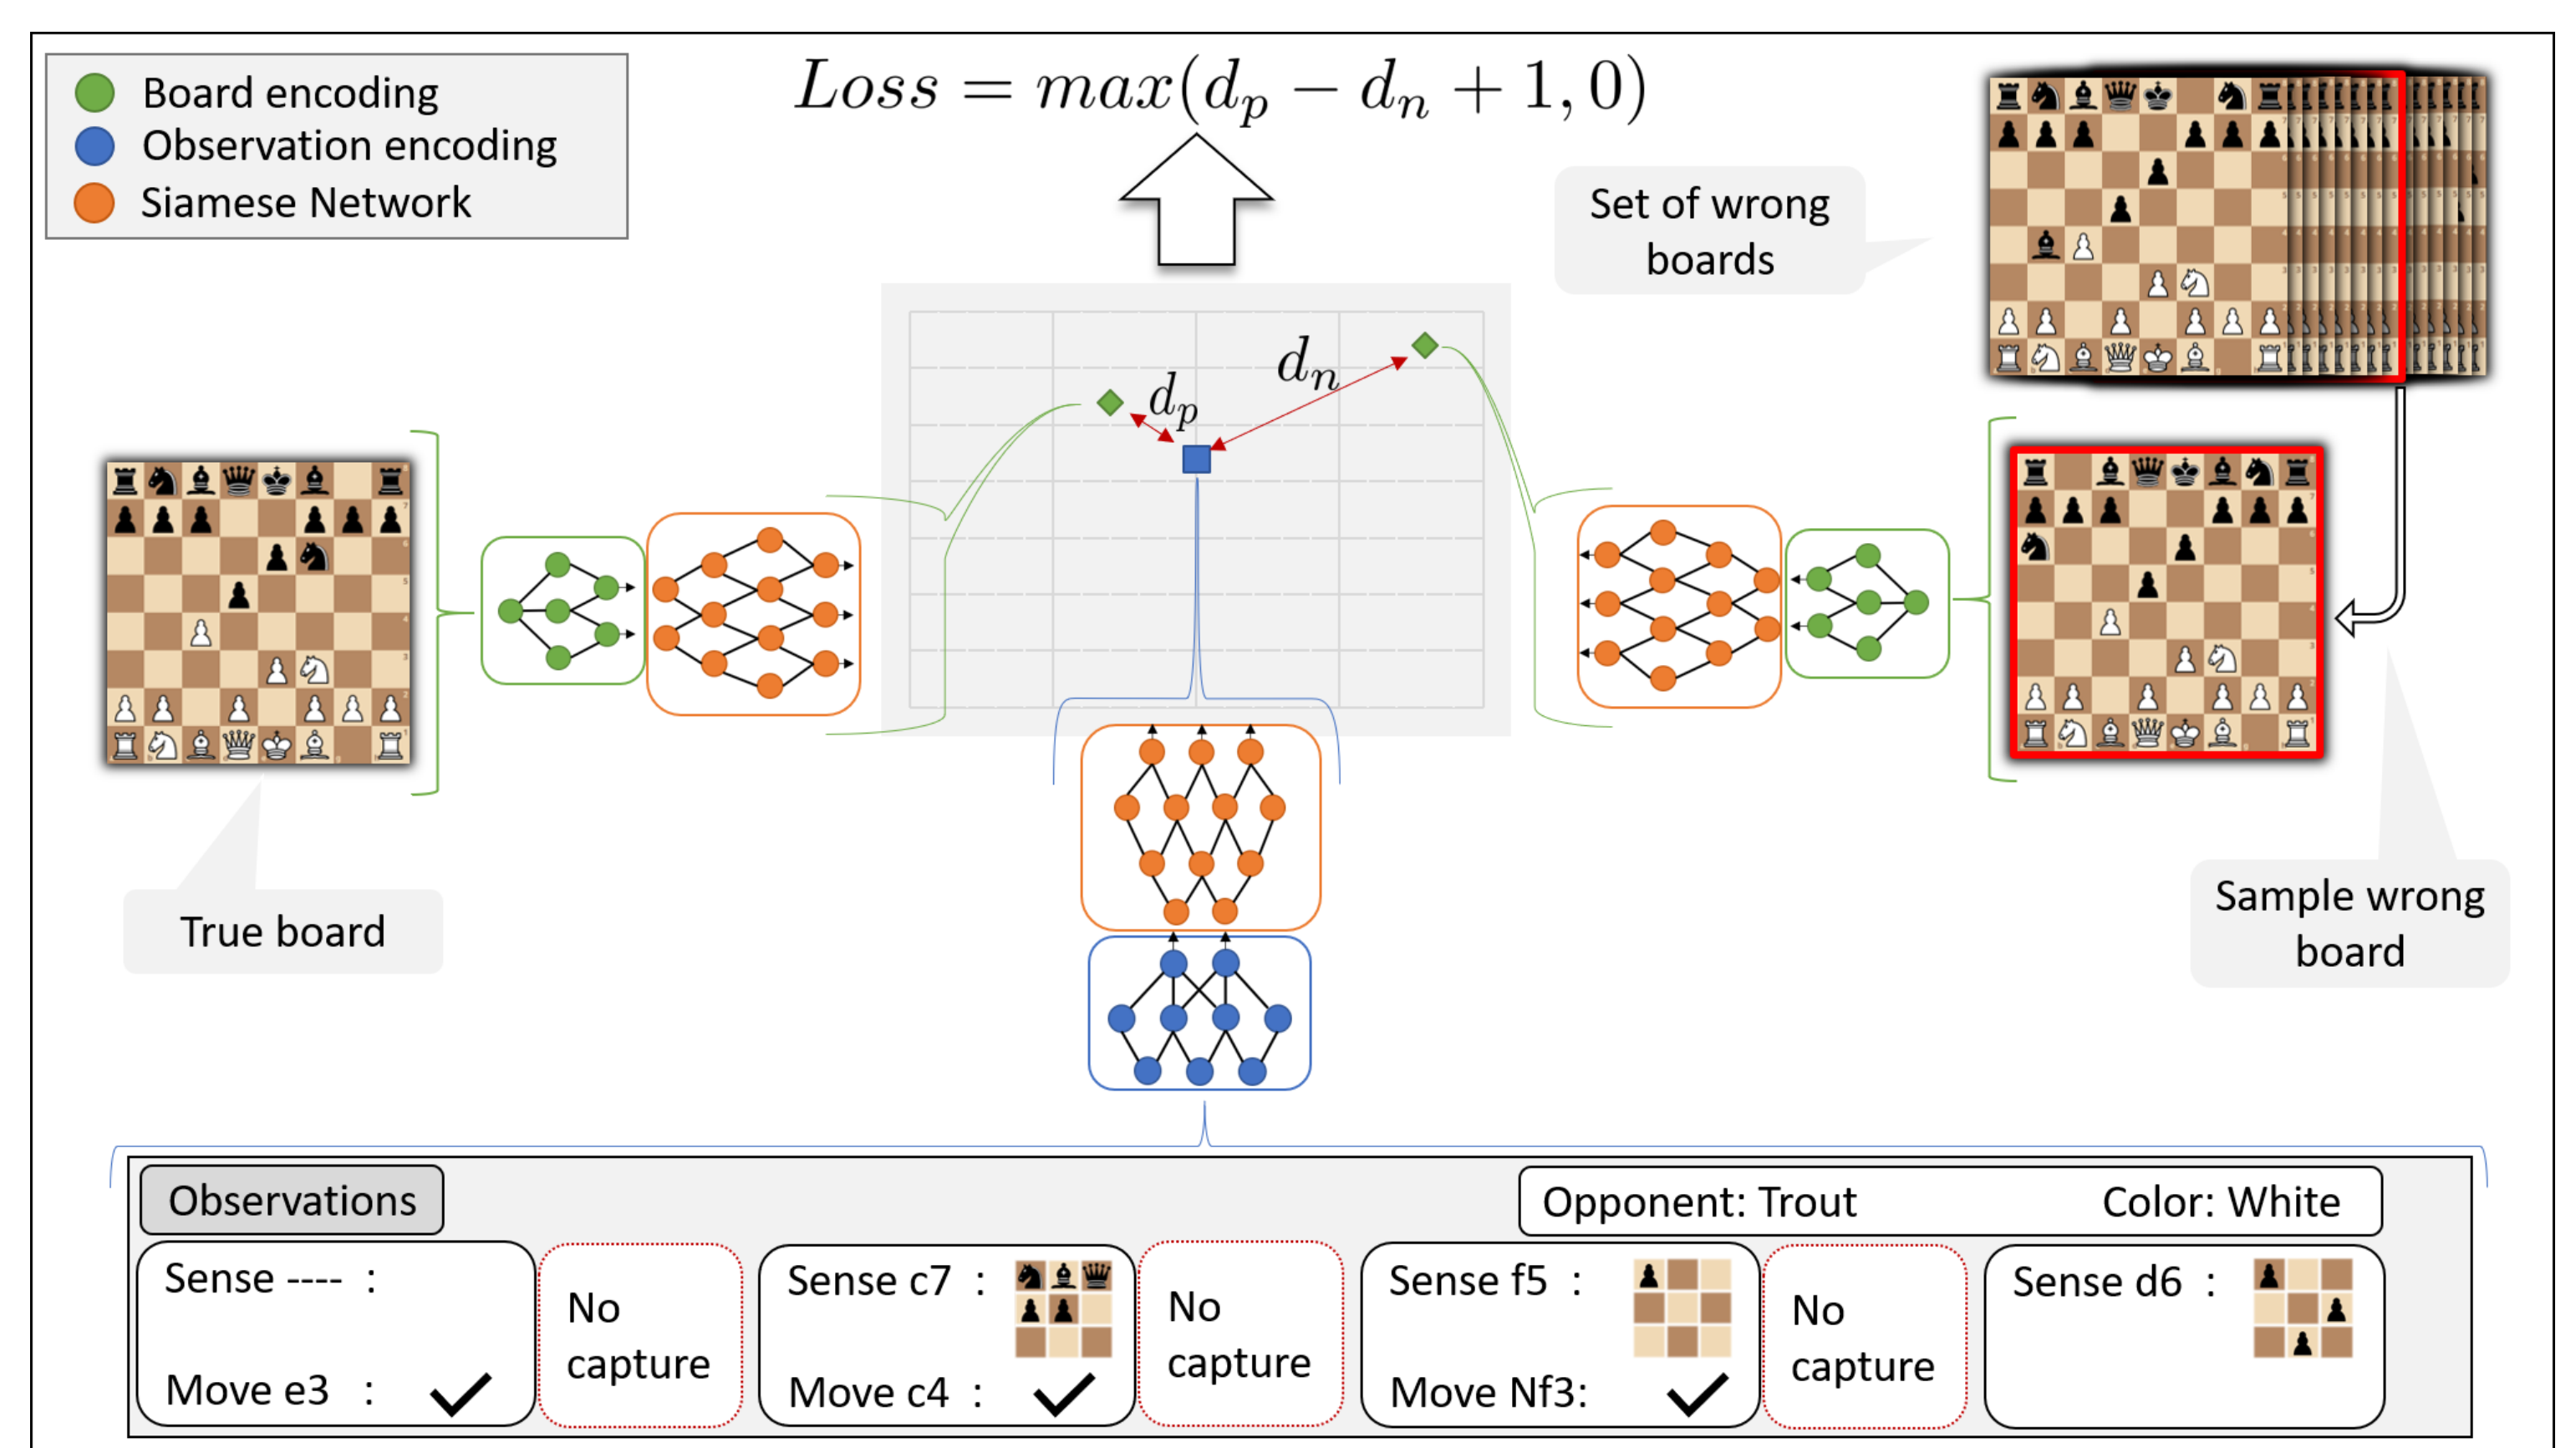 Board encoding
Observation encoding
Siamese Network
Loss = max(d_p − d_n + 1, 0)
Set of wrong
boards
d_n
d_p
True board
Sample wrong
board
Observations
Opponent: Trout Color: White
Sense ---- :
Move e3 :
No
capture
Sense c7 :
Move c4 :
No
capture
Sense f5 :
Move Nf3:
No
capture
Sense d6 :